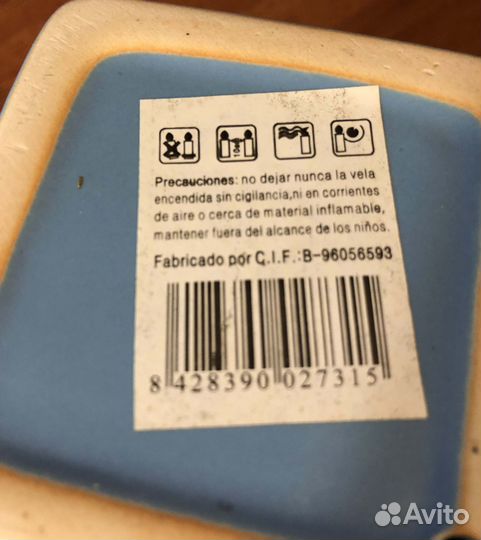 10cm
Precauciones: no dejar nunca la vela
encendida sin cigilancia,ni en corrientes
de aire o cerca de material inflamable,
mantener fuera del alcance de los niños.
Fabricado por C.I.F.:B-96056593
8 428390 027315
Avito